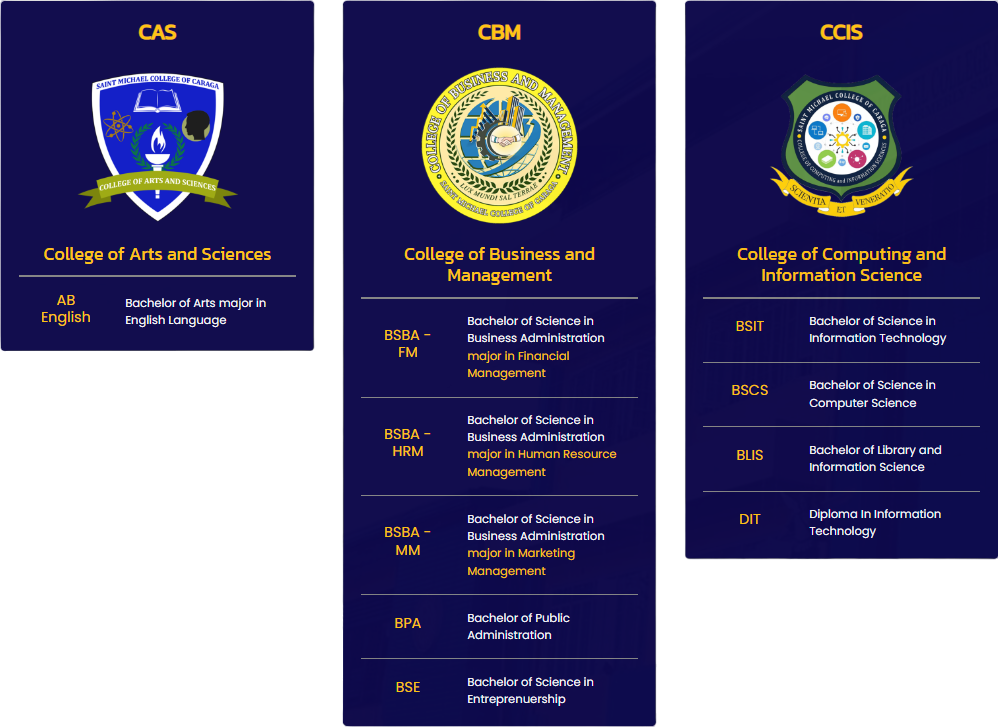 CAS
SAINT MICHAEL COLLEGE OF CARAGA
COLLEGE OF ARTS AND SCIENCES
College of Arts and Sciences
AB
English
Bachelor of Arts major in
English Language
CBM
COLLEGE OF BUSINESS AND MANAGEMENT
LUX MUNDI SAL TERRAE
SAINT MICHAEL COLLEGE OF CARAGA
College of Business and
Management
BSBA -
FM
Bachelor of Science in
Business Administration
major in Financial
Management
BSBA -
HRM
Bachelor of Science in
Business Administration
major in Human Resource
Management
BSBA -
MM
Bachelor of Science in
Business Administration
major in Marketing
Management
BPA
Bachelor of Public
Administration
BSE
Bachelor of Science in
Entreprenuership
CCIS
SAINT MICHAEL COLLEGE OF CARAGA
COLLEGE OF COMPUTING and INFORMATION SCIENCES
SCIENTIA ET VENERATIO
College of Computing and
Information Science
BSIT
Bachelor of Science in
Information Technology
BSCS
Bachelor of Science in
Computer Science
BLIS
Bachelor of Library and
Information Science
DIT
Diploma In Information
Technology